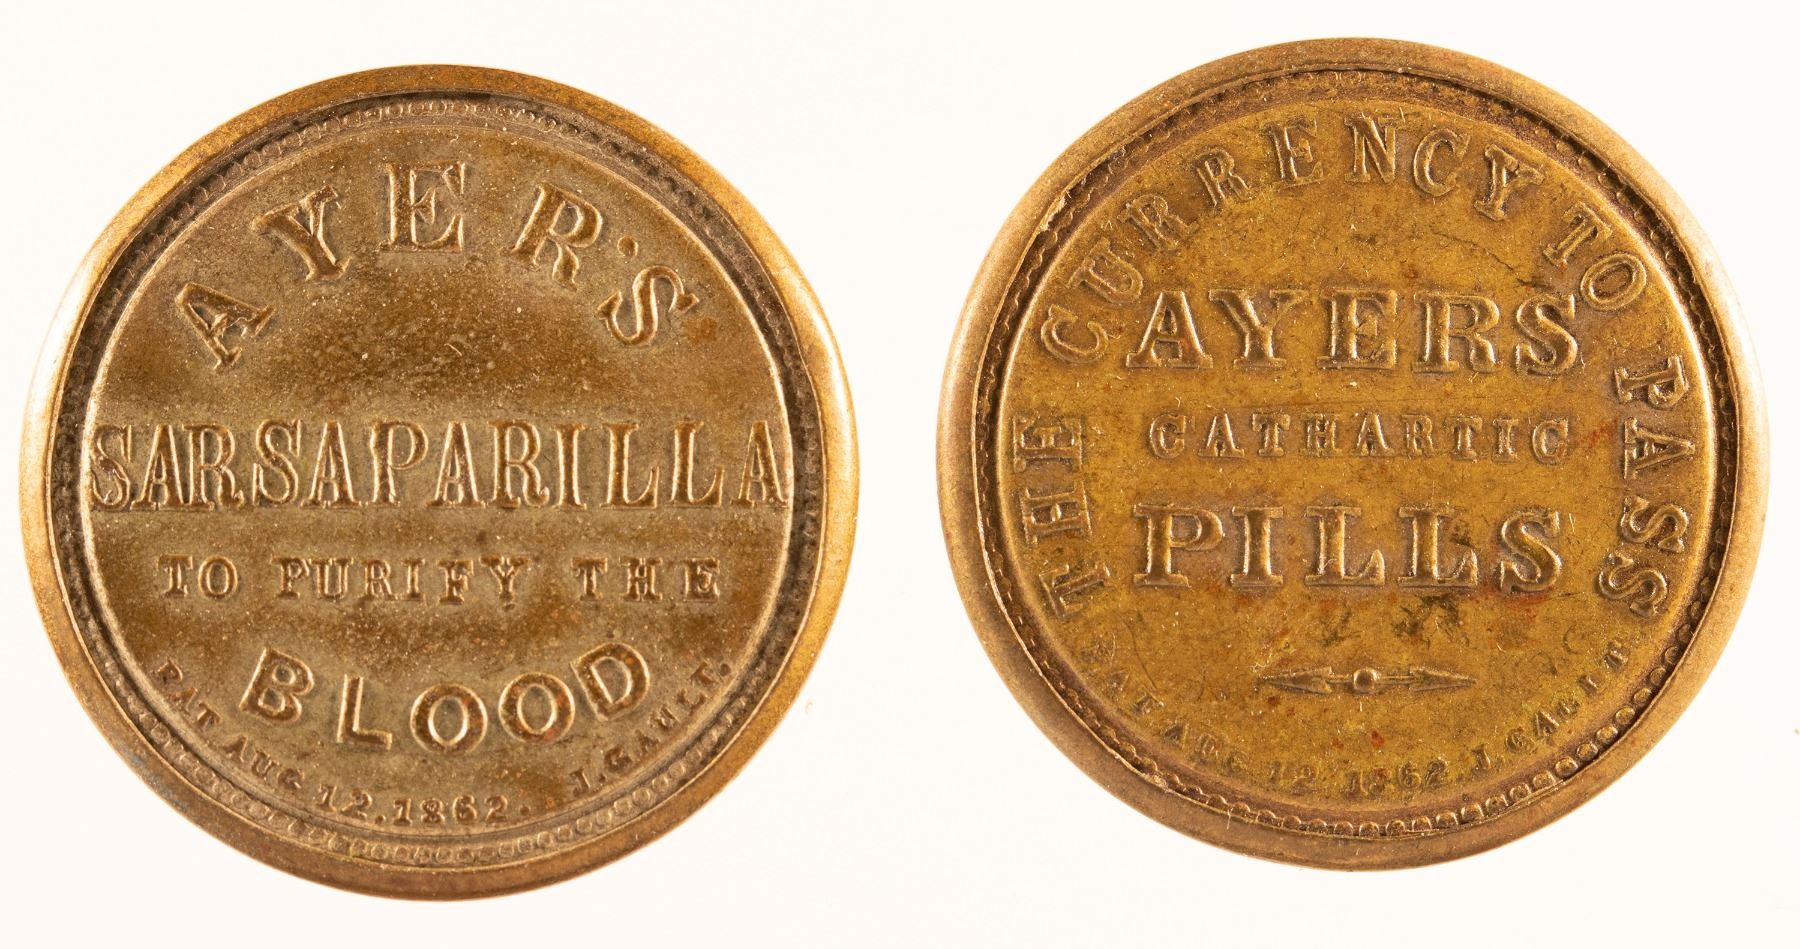 AYER'S
SARSAPARILLA
TO PURIFY THE
BLOOD
PAT. AUG. 12. 1862. J. GAULT.
THE CURRENCY TO PASS
AYERS
CATHARTIC
PILLS
PAT. AUG. 12. 1862. J. GAULT